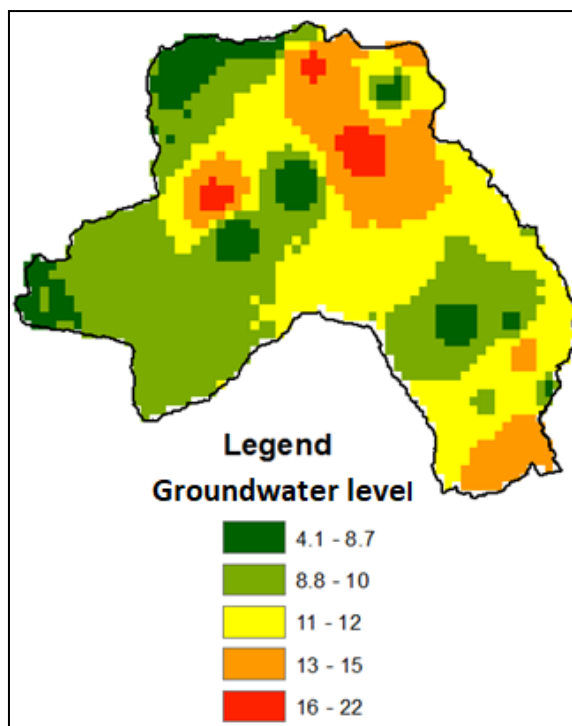 Legend
Groundwater level
4.1 - 8.7
8.8 - 10
11 - 12
13 - 15
16 - 22